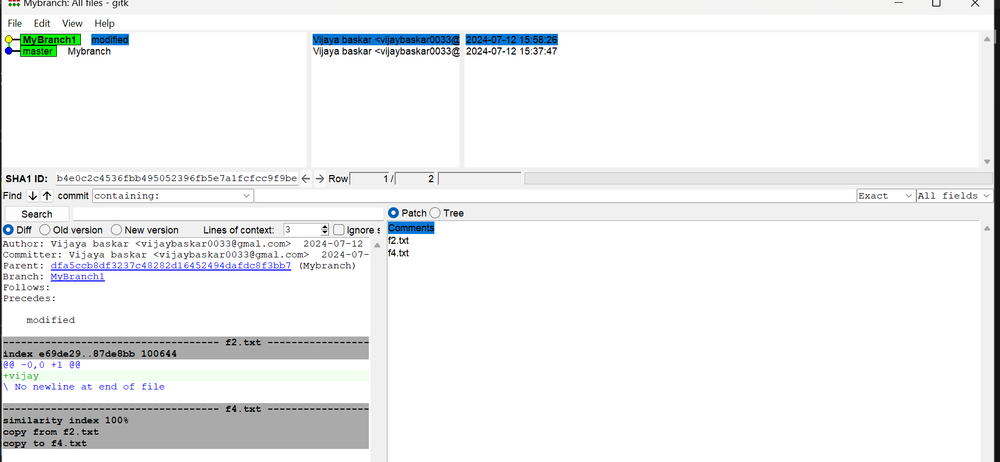 Mybranch: All files - gitk
File Edit View Help
MyBranch1 modified Vijaya baskar <vijaybaskar0033@ 2024-07-12 15:58:26
master Mybranch Vijaya baskar <vijaybaskar0033@ 2024-07-12 15:37:47
SHA1 ID: b4e0c2c4536fbb495052396fb5e7a1fcfcc9f9be Row 1 / 2
Find commit containing: Exact All fields
Search
Patch Tree
Diff Old version New version Lines of context: 3 Ignore s
Comments
f2.txt
f4.txt
Author: Vijaya baskar <vijaybaskar0033@gmal.com> 2024-07-12
Committer: Vijaya baskar <vijaybaskar0033@gmal.com> 2024-07-
Parent: dfa5ccb8df3237c48282d16452494dafdc8f3bb7 (Mybranch)
Branch: MyBranch1
Follows:
Precedes:
modified
------------------------------------ f2.txt -----------------
index e69de29..87de8bb 100644
@@ -0,0 +1 @@
+vijay
\ No newline at end of file
------------------------------------ f4.txt -----------------
similarity index 100%
copy from f2.txt
copy to f4.txt